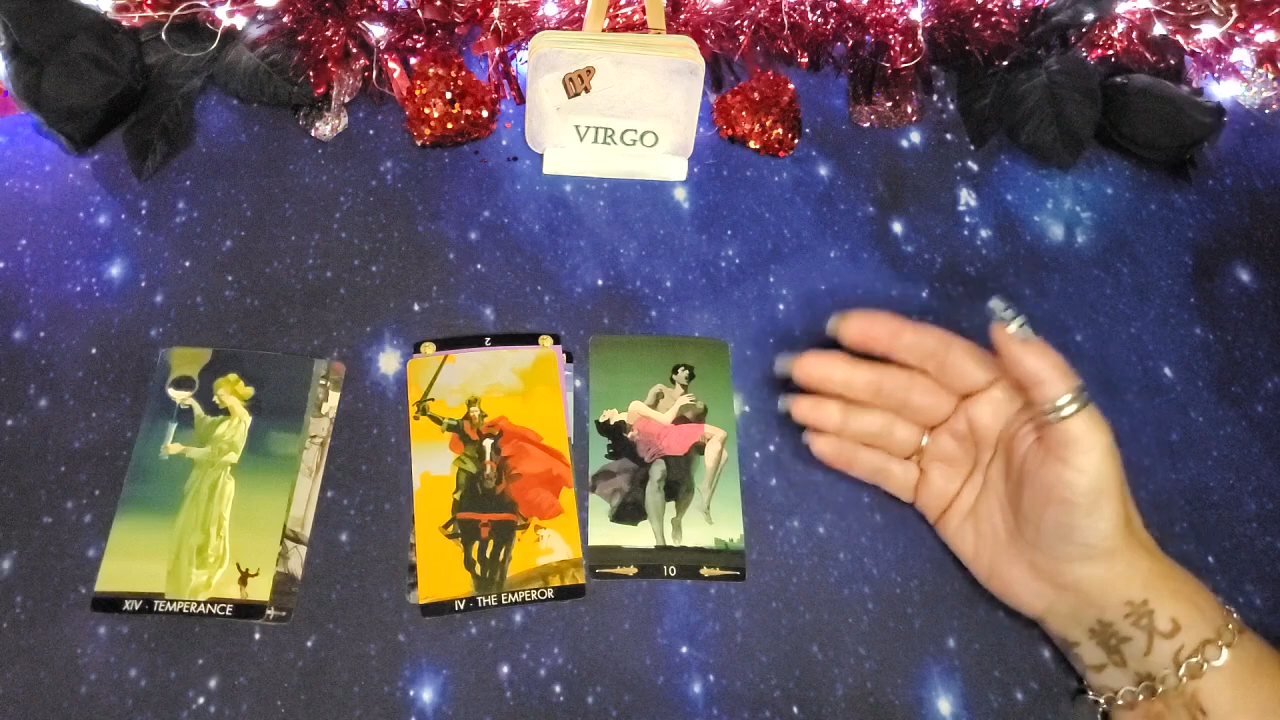 VIRGO
2
XIV · TEMPERANCE
IV · THE EMPEROR
10